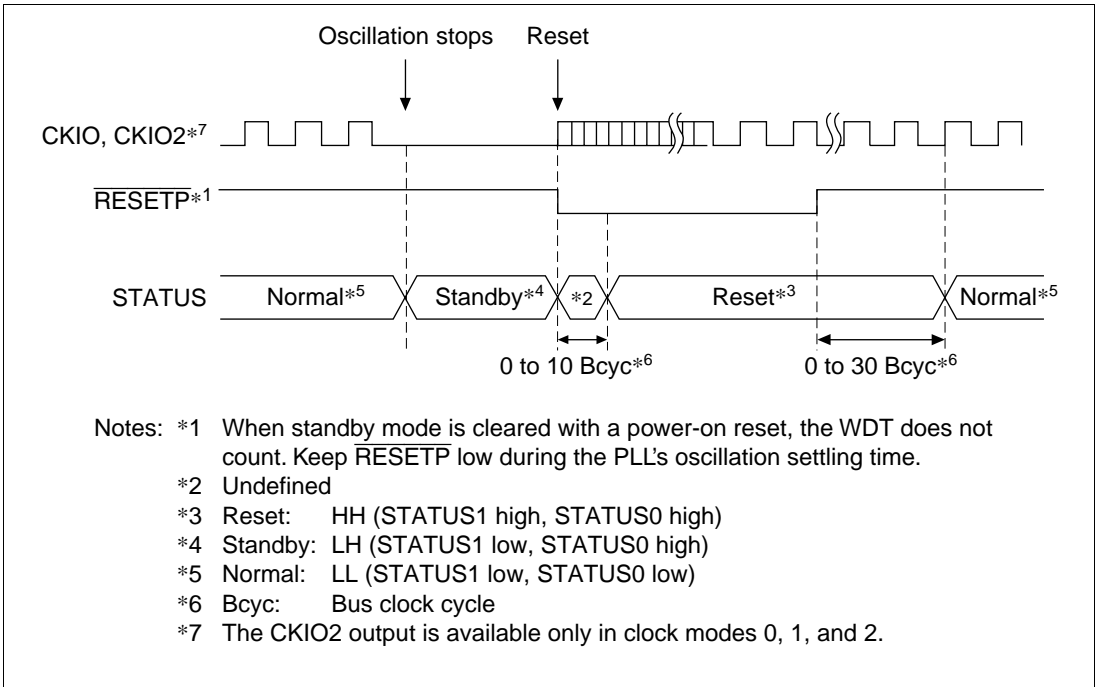 Oscillation stops Reset
CKIO, CKIO2*7
RESETP*1
STATUS Normal*5 Standby*4 *2 Reset*3 Normal*5
0 to 10 Bcyc*6 0 to 30 Bcyc*6
Notes: *1 When standby mode is cleared with a power-on reset, the WDT does not
count. Keep RESETP low during the PLL's oscillation settling time.
*2 Undefined
*3 Reset: HH (STATUS1 high, STATUS0 high)
*4 Standby: LH (STATUS1 low, STATUS0 high)
*5 Normal: LL (STATUS1 low, STATUS0 low)
*6 Bcyc: Bus clock cycle
*7 The CKIO2 output is available only in clock modes 0, 1, and 2.